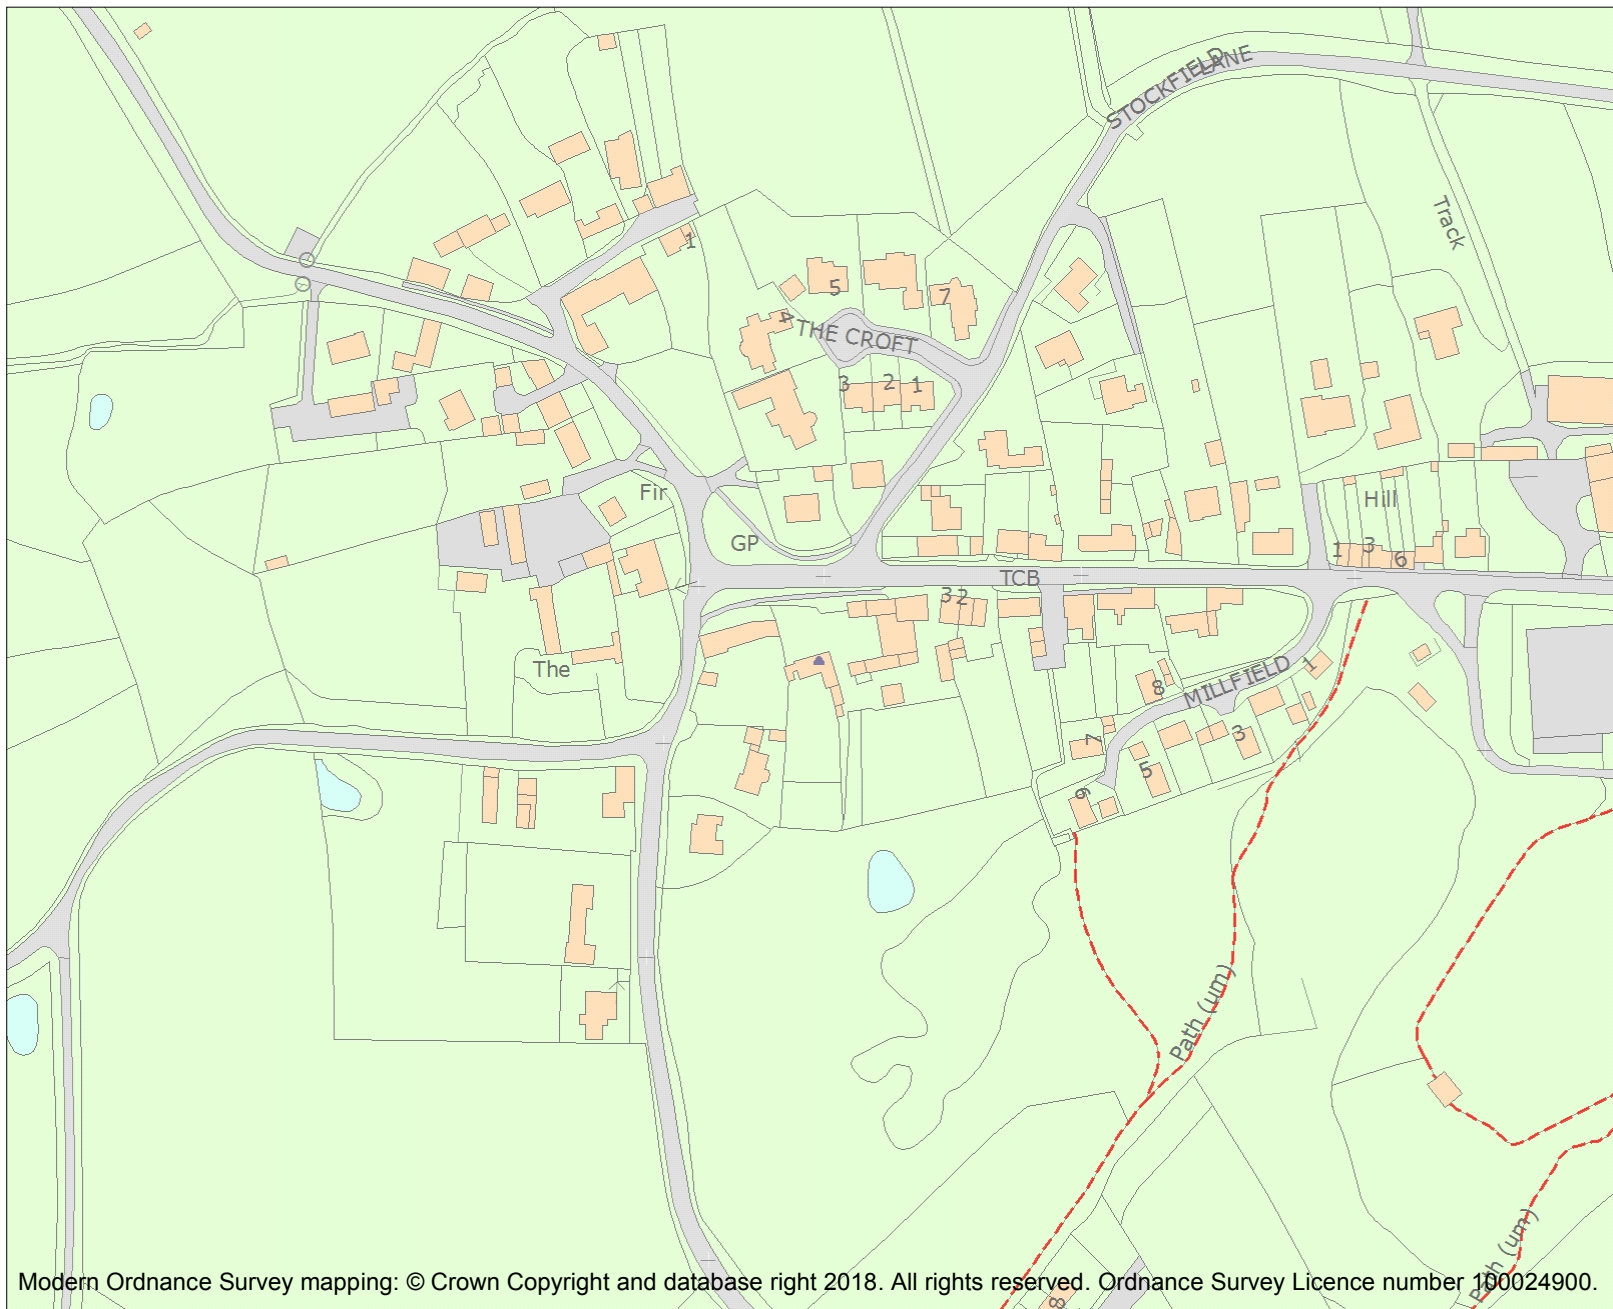 STOCKFIELD LANE
Track
1
5
7
4
THE CROFT
3
2
1
Fir
Hill
GP
1
3
6
TCB
3
2
The
8
MILLFIELD
1
7
3
5
6
Path (um)
Path (um)
8
Modern Ordnance Survey mapping: © Crown Copyright and database right 2018. All rights reserved. Ordnance Survey Licence number 100024900.